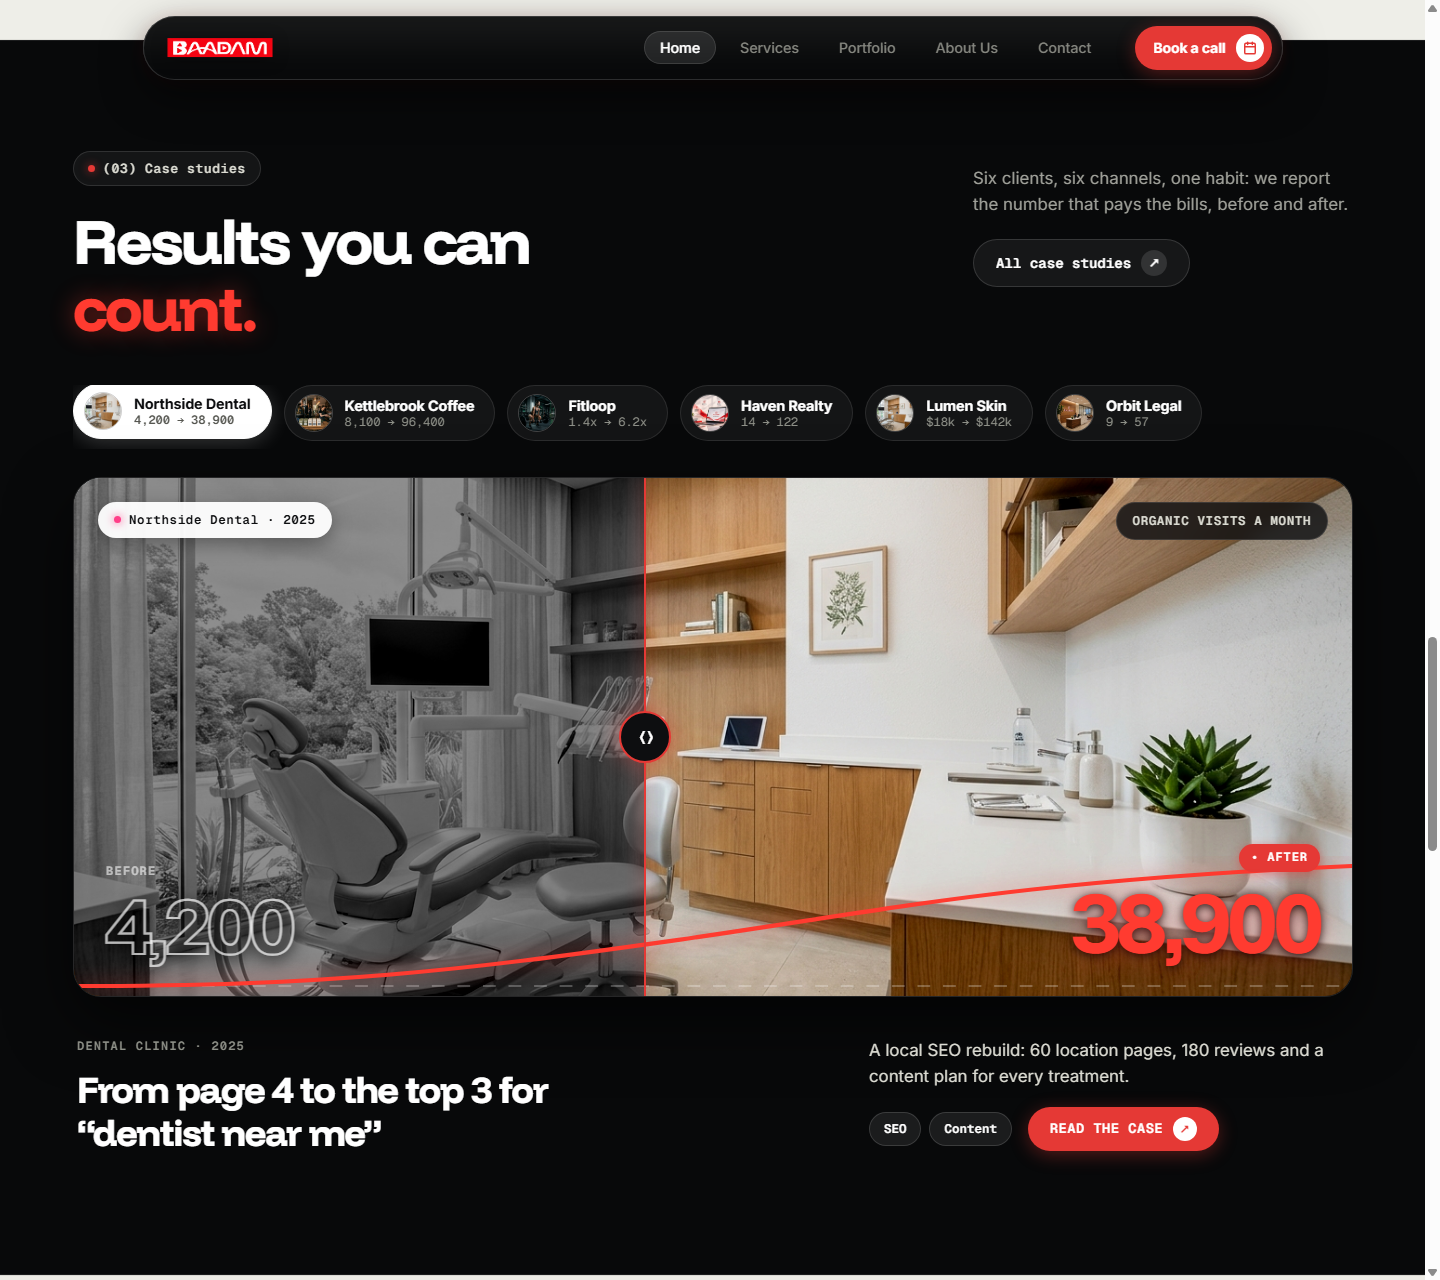 BAADAM
Home
Services
Portfolio
About Us
Contact
Book a call
(03) Case studies
Results you can
count.
Six clients, six channels, one habit: we report
the number that pays the bills, before and after.
All case studies ↗
Northside Dental
4,200 → 38,900
Kettlebrook Coffee
8,100 → 96,400
Fitloop
1.4x → 6.2x
Haven Realty
14 → 122
Lumen Skin
$18k → $142k
Orbit Legal
9 → 57
Northside Dental · 2025
ORGANIC VISITS A MONTH
BEFORE
4,200
• AFTER
38,900
DENTAL CLINIC · 2025
From page 4 to the top 3 for
“dentist near me”
A local SEO rebuild: 60 location pages, 180 reviews and a
content plan for every treatment.
SEO
Content
READ THE CASE ↗